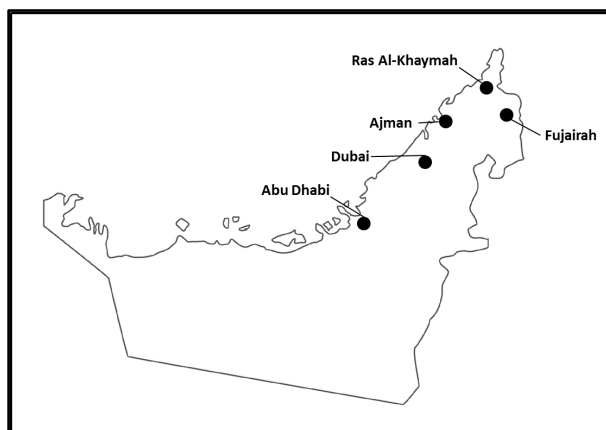 Ras Al-Khaymah
Ajman
Fujairah
Dubai
Abu Dhabi